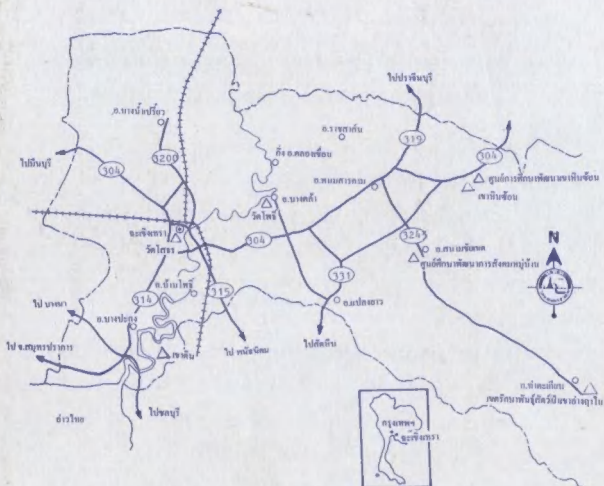 ไปปราจีนบุรี
อ.บางน้ำเปรี้ยว
อ.ราชสาส์น
319
304
3200
กิ่ง อ.คลองเขื่อน
ไปมีนบุรี
304
อ.พนมสารคาม
ศูนย์การศึกษาพัฒนาเขาหินซ้อน
เขาหินซ้อน
อ.บางคล้า
วัดโพธิ์
ฉะเชิงเทรา
วัดโสธร
304
3245
อ.สนามชัยเขต
ศูนย์ศึกษาพัฒนาการสังคมหมู่บ้าน
N
อ.บ้านโพธิ์
331
314
315
อ.แปลงยาว
ไป บางนา
อ.บางปะกง
ไป จ.สมุทรปราการ
เขาดิน
ไป พนัสนิคม
ไปสัตหีบ
อ่าวไทย
ไปชลบุรี
กรุงเทพฯ
ฉะเชิงเทรา
ก.ท่าตะเกียบ
เขตรักษาพันธุ์สัตว์ป่าเขาอ่างฤาไน